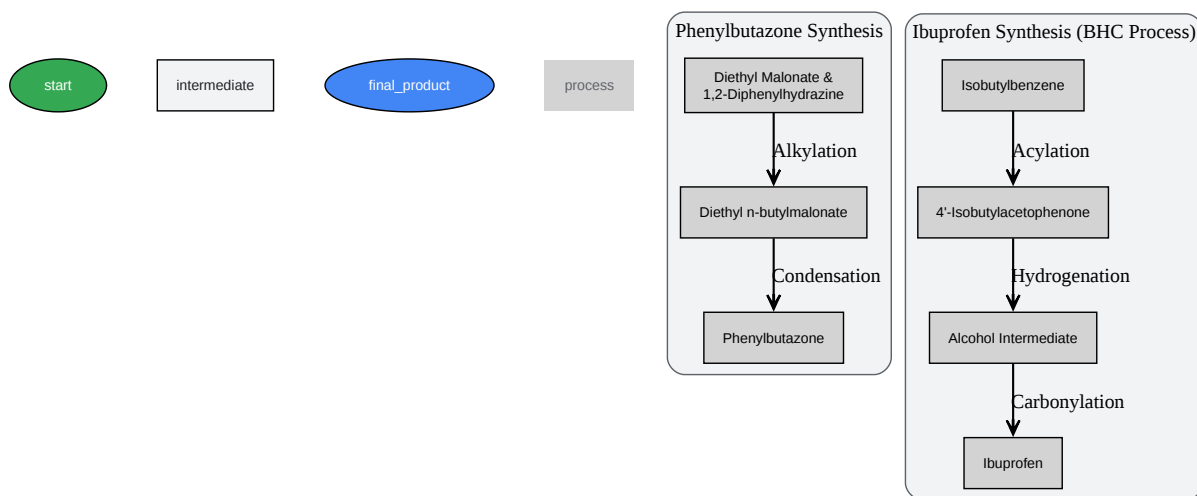 start
intermediate
final_product
process
Phenylbutazone Synthesis
Diethyl Malonate &
1,2-Diphenylhydrazine
Alkylation
Diethyl n-butylmalonate
Condensation
Phenylbutazone
Ibuprofen Synthesis (BHC Process)
Isobutylbenzene
Acylation
4'-Isobutylacetophenone
Hydrogenation
Alcohol Intermediate
Carbonylation
Ibuprofen